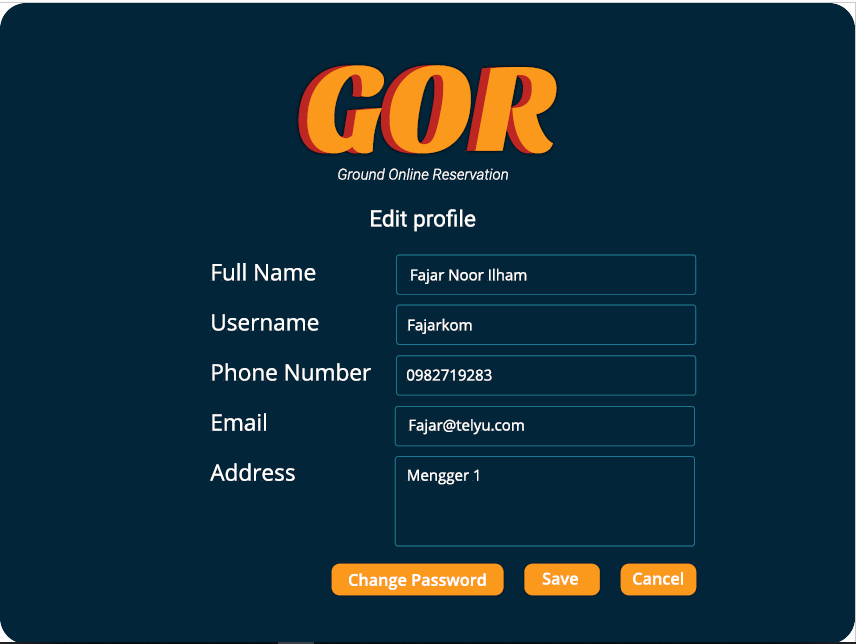 GOR
Ground Online Reservation
Edit profile
Full Name Fajar Noor Ilham
Username Fajarkom
Phone Number 0982719283
Email Fajar@telyu.com
Address Mengger 1
Change Password Save Cancel